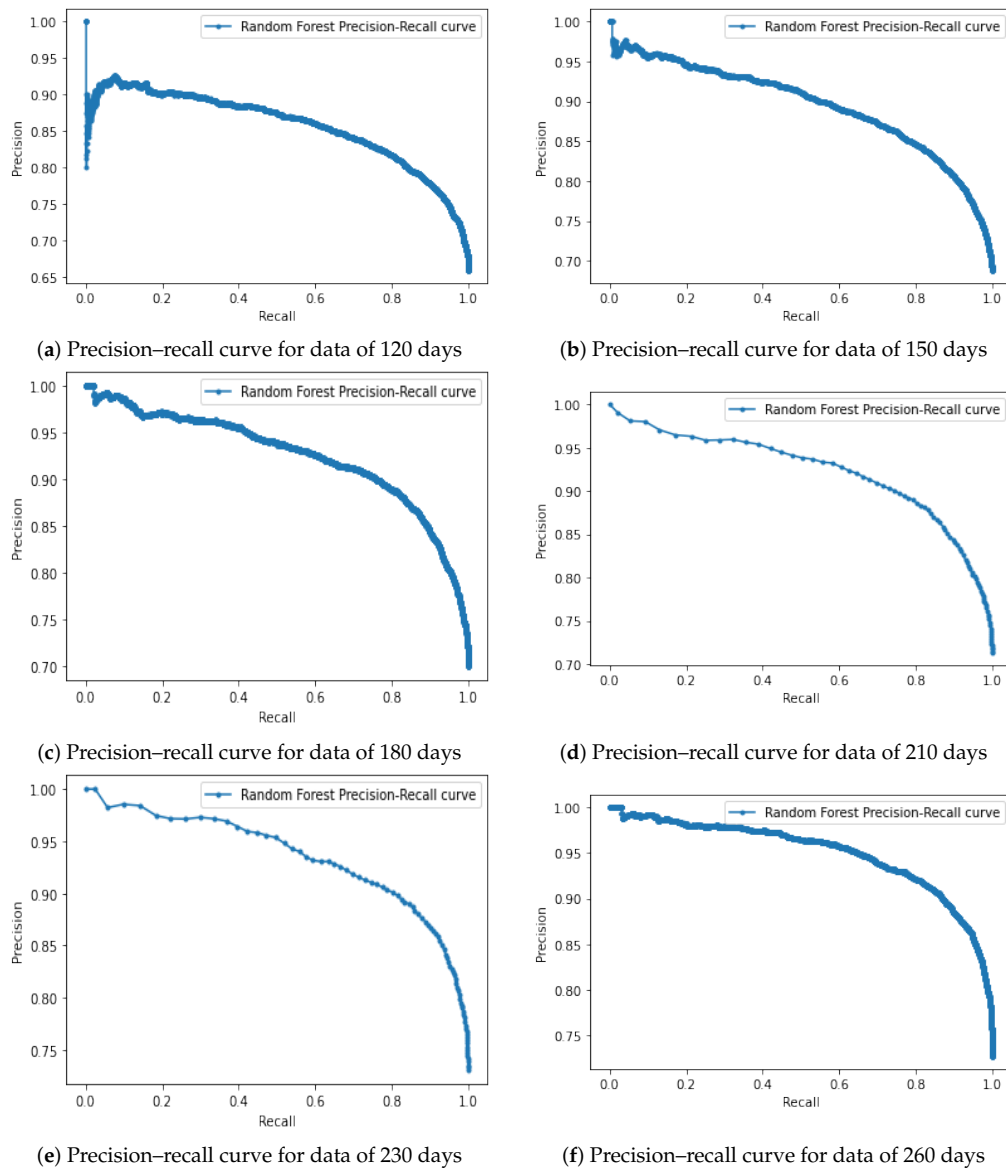 Random Forest Precision-Recall curve
1.00
0.95
0.90
0.85
0.80
0.75
0.70
0.65
Precision
0.0 0.2 0.4 0.6 0.8 1.0
Recall
(a) Precision–recall curve for data of 120 days
Random Forest Precision-Recall curve
1.00
0.95
0.90
0.85
0.80
0.75
0.70
Precision
0.0 0.2 0.4 0.6 0.8 1.0
Recall
(b) Precision–recall curve for data of 150 days
Random Forest Precision-Recall curve
1.00
0.95
0.90
0.85
0.80
0.75
0.70
Precision
0.0 0.2 0.4 0.6 0.8 1.0
Recall
(c) Precision–recall curve for data of 180 days
Random Forest Precision-Recall curve
1.00
0.95
0.90
0.85
0.80
0.75
0.70
Precision
0.0 0.2 0.4 0.6 0.8 1.0
Recall
(d) Precision–recall curve for data of 210 days
Random Forest Precision-Recall curve
1.00
0.95
0.90
0.85
0.80
0.75
Precision
0.0 0.2 0.4 0.6 0.8 1.0
Recall
(e) Precision–recall curve for data of 230 days
Random Forest Precision-Recall curve
1.00
0.95
0.90
0.85
0.80
0.75
Precision
0.0 0.2 0.4 0.6 0.8 1.0
Recall
(f) Precision–recall curve for data of 260 days